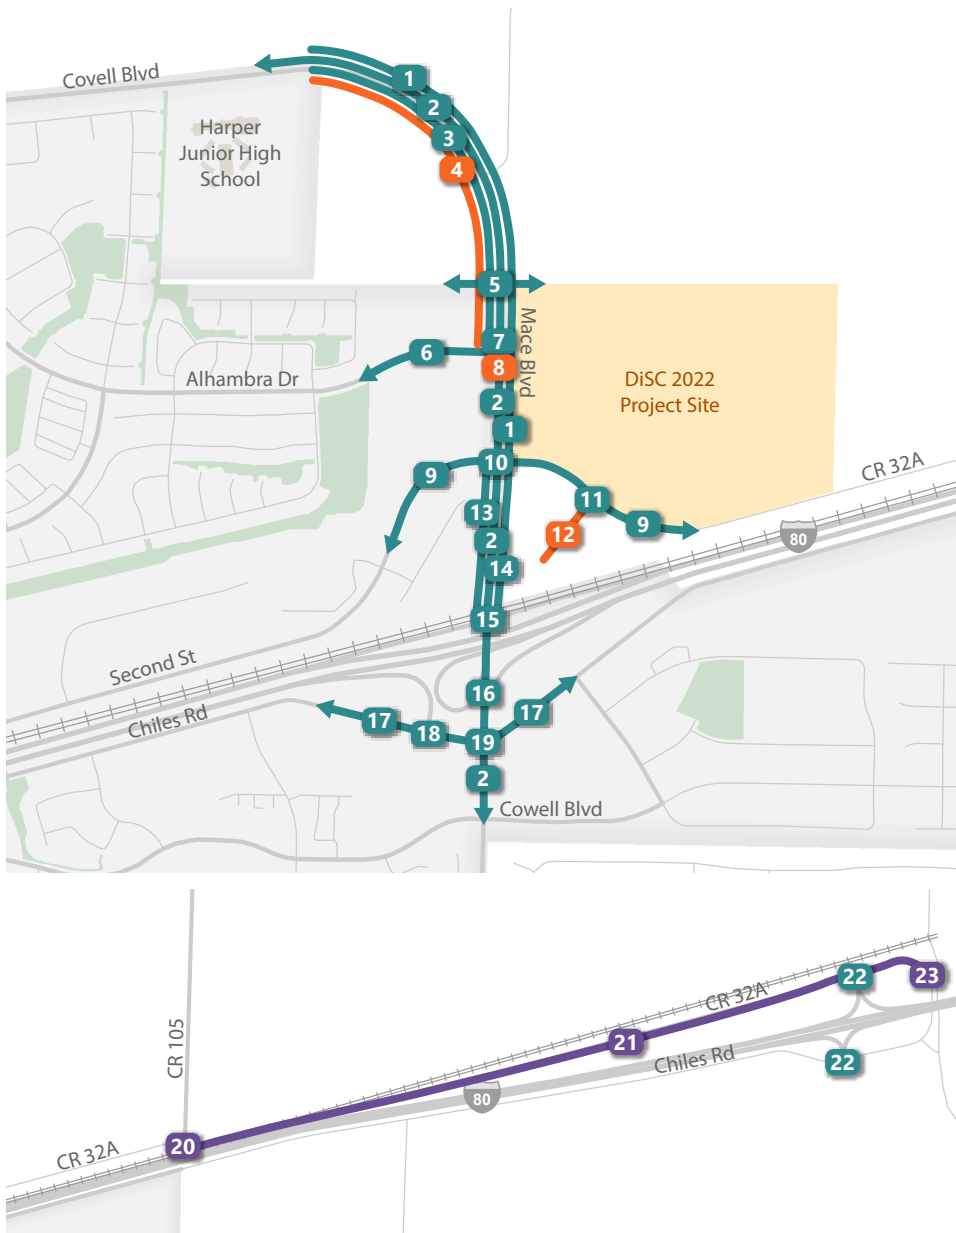 Covell Blvd
1
2
3
4
Harper
Junior High
School
5
Mace Blvd
6
7
8
Alhambra Dr
2
1
DiSC 2022
Project Site
9
10
11
9
CR 32A
12
80
13
2
14
15
Second St
Chiles Rd
16
17
18
17
19
2
Cowell Blvd
CR 105
22
23
CR 32A
21
Chiles Rd
22
80
20
CR 32A